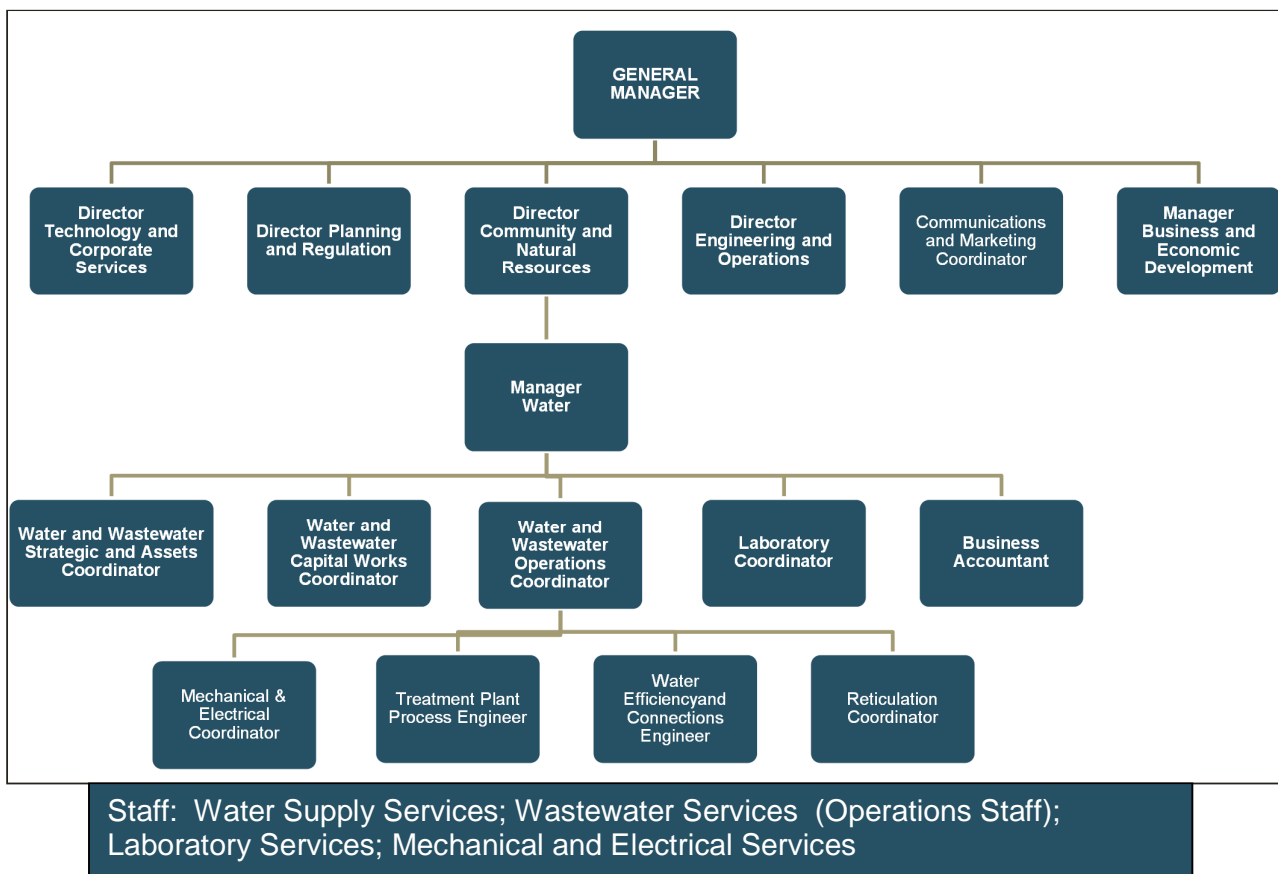 GENERAL
MANAGER
Director
Technology and
Corporate
Services
Director Planning
and Regulation
Director
Community and
Natural
Resources
Director
Engineering and
Operations
Communications
and Marketing
Coordinator
Manager
Business and
Economic
Development
Manager
Water
Water and Wastewater
Strategic and Assets
Coordinator
Water and
Wastewater
Capital Works
Coordinator
Water and
Wastewater
Operations
Coordinator
Laboratory
Coordinator
Business
Accountant
Mechanical &
Electrical
Coordinator
Treatment Plant
Process Engineer
Water
Efficiencyand
Connections
Engineer
Reticulation
Coordinator
Staff: Water Supply Services; Wastewater Services (Operations Staff);
Laboratory Services; Mechanical and Electrical Services